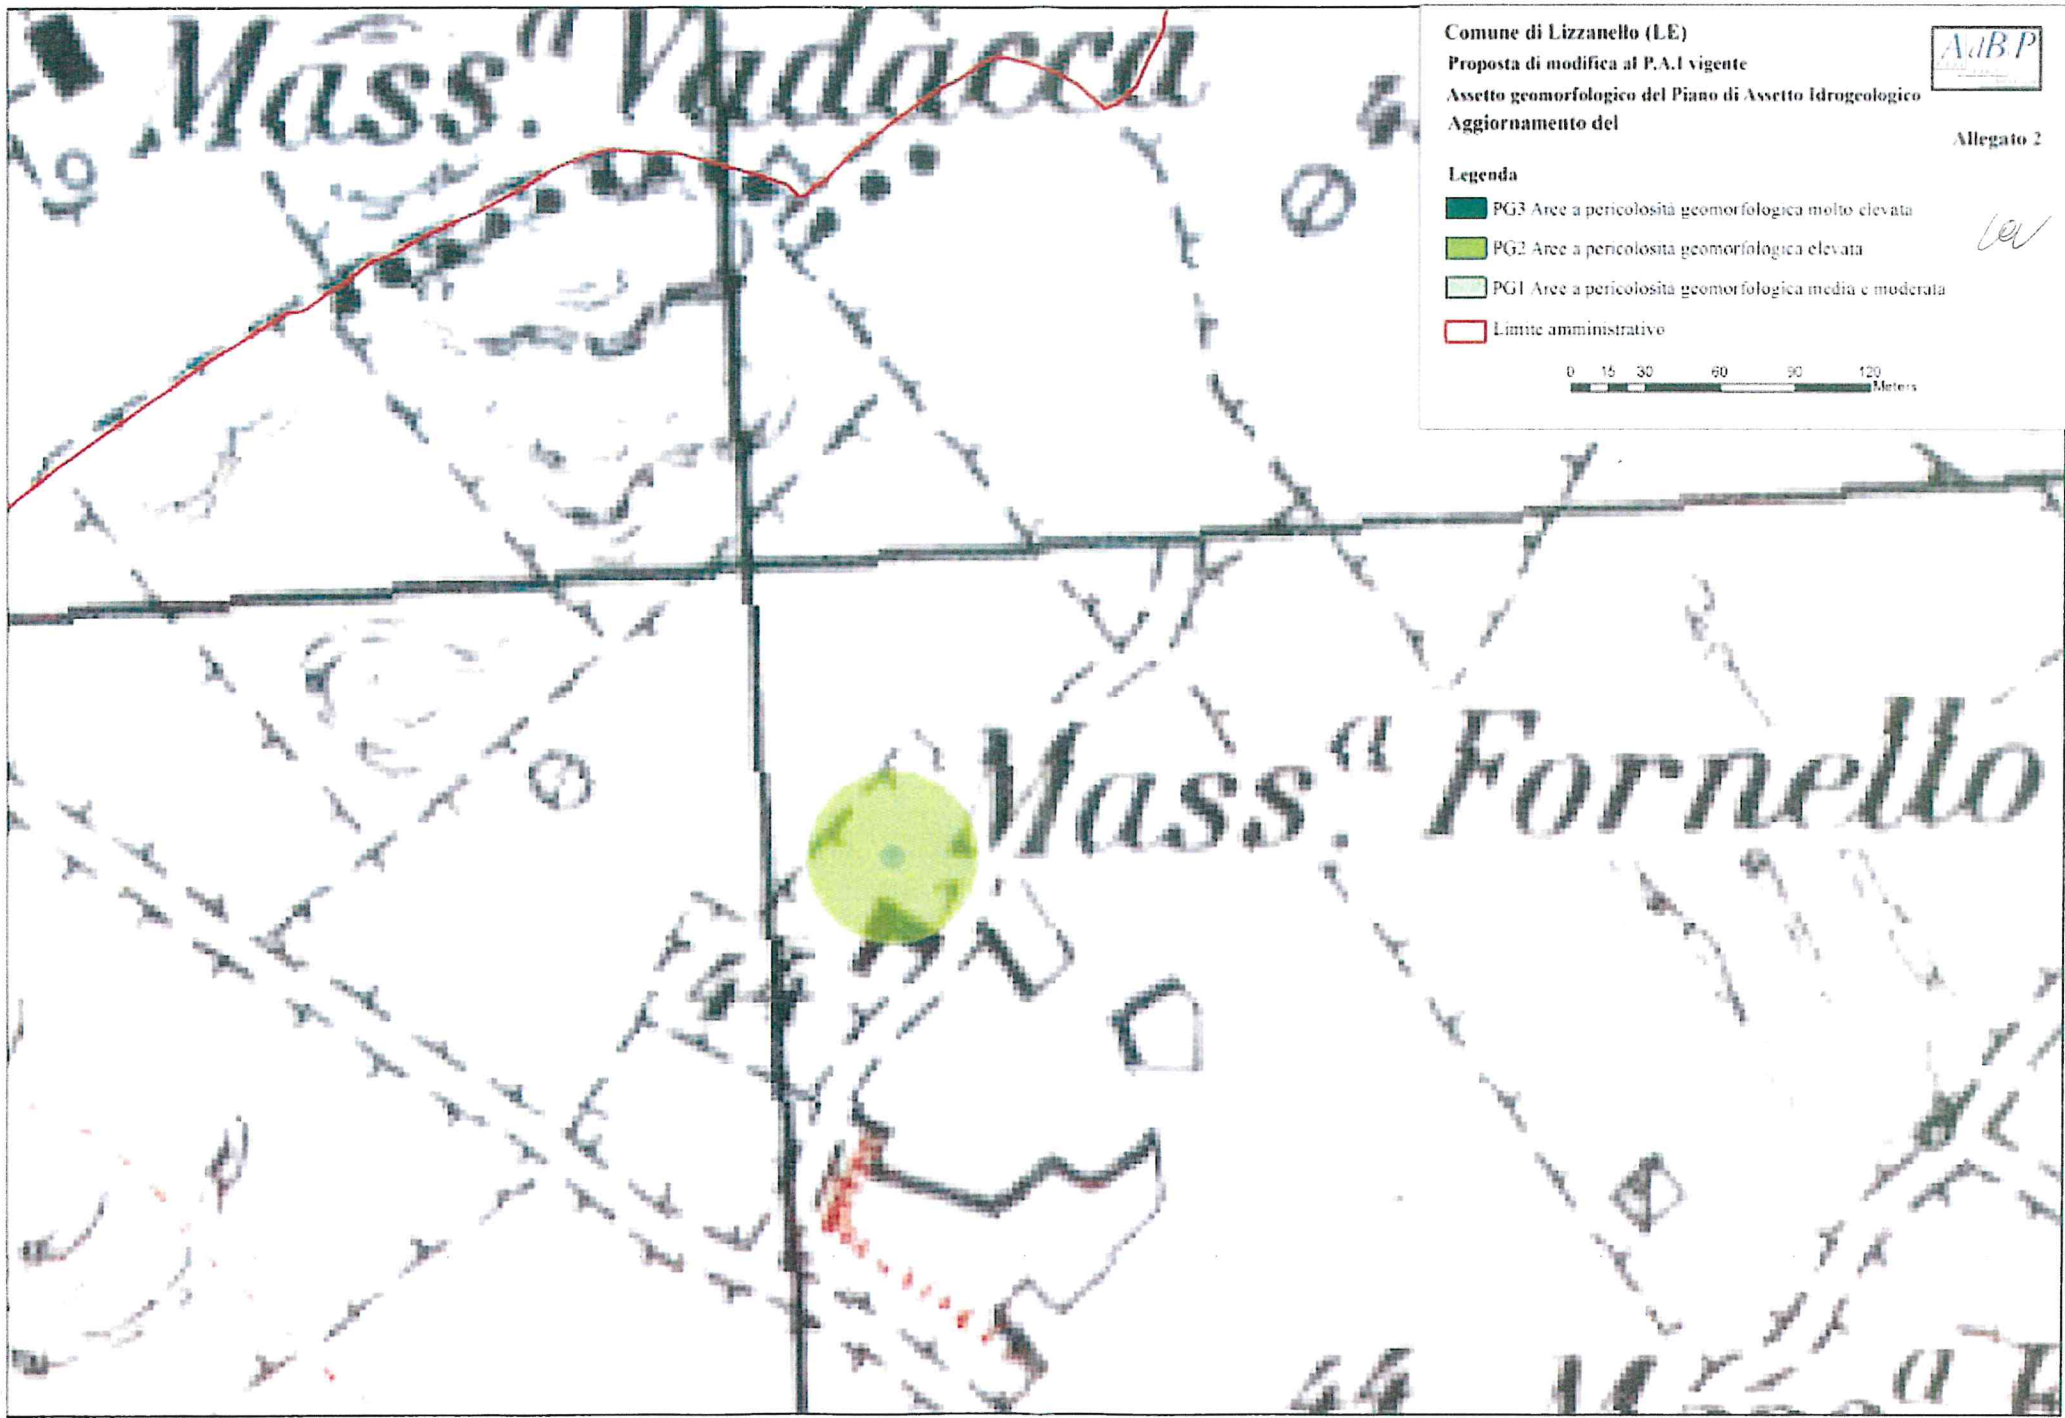 Mass.ª Vadacca
Comune di Lizzanello (LE)
Proposta di modifica al P.A.I vigente
Assetto geomorfologico del Piano di Assetto Idrogeologico
Aggiornamento del
AdBP
Allegato 2
Legenda
PG3 Aree a pericolosità geomorfologica molto elevata
PG2 Aree a pericolosità geomorfologica elevata
PG1 Aree a pericolosità geomorfologica media e moderata
Limite amministrativo
0 15 30 60 90 120
Meters
Mass.ª Fornello
44